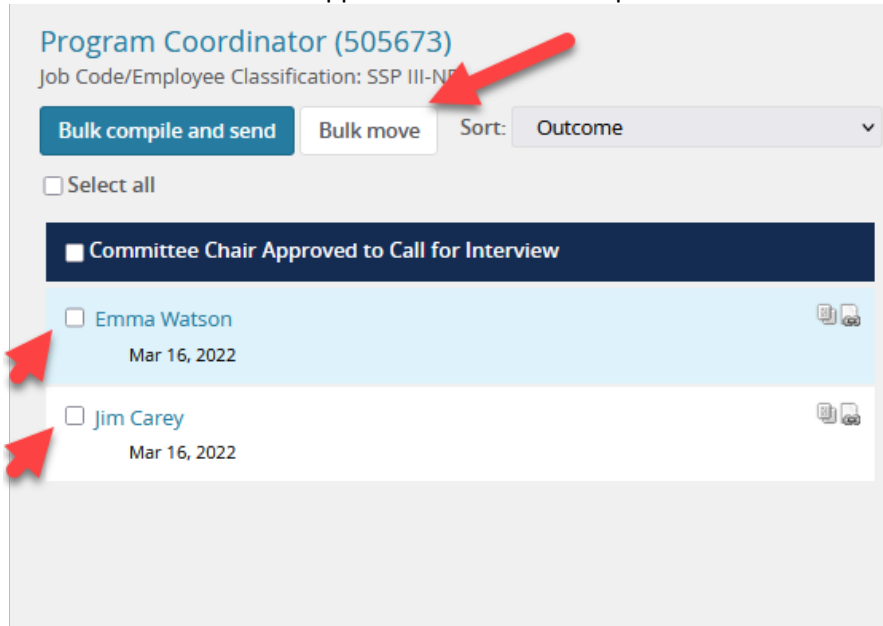 Program Coordinator (505673)
Job Code/Employee Classification: SSP III-N
Bulk compile and send Bulk move Sort: Outcome
Select all
Committee Chair Approved to Call for Interview
Emma Watson
Mar 16, 2022
Jim Carey
Mar 16, 2022